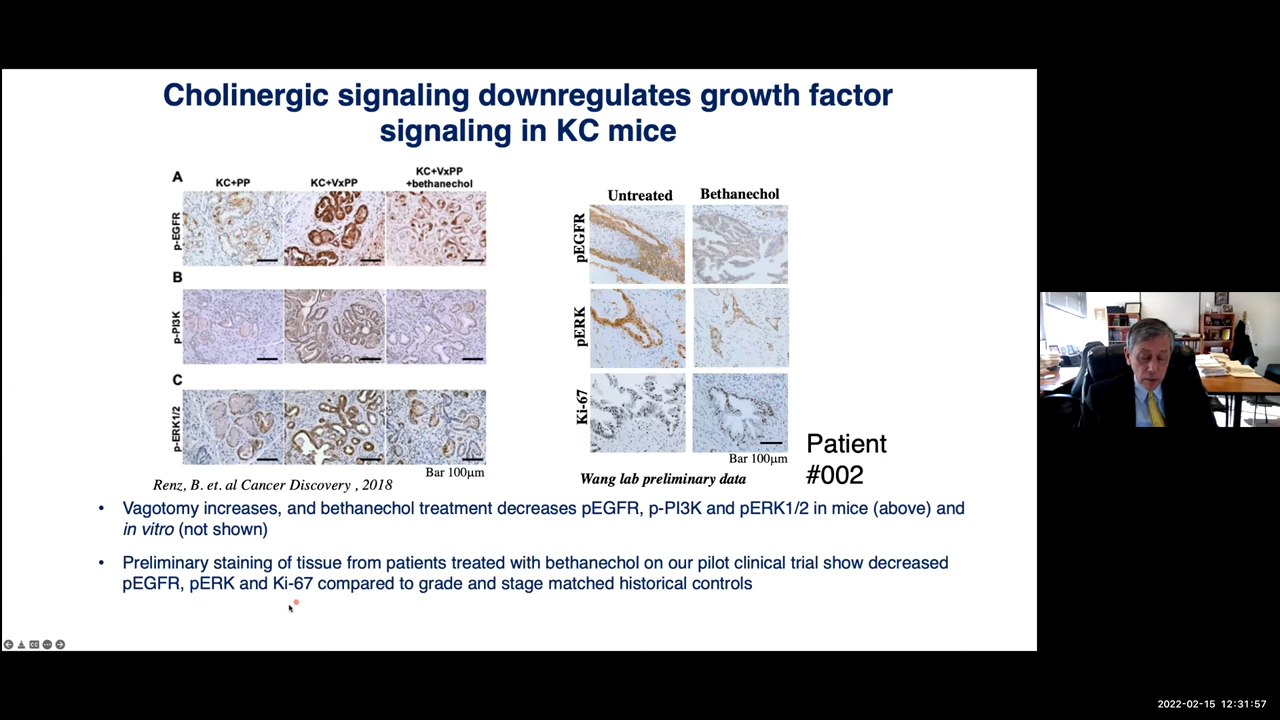 Cholinergic signaling downregulates growth factor
signaling in KC mice
A
KC+PP
KC+VxPP
KC+VxPP
+bethanechol
p-EGFR
B
p-PI3K
C
p-ERK1/2
Bar 100μm
Renz, B. et. al Cancer Discovery , 2018
Untreated
Bethanechol
pEGFR
pERK
Ki-67
Bar 100μm
Wang lab preliminary data
Patient
#002
• Vagotomy increases, and bethanechol treatment decreases pEGFR, p-PI3K and pERK1/2 in mice (above) and
in vitro (not shown)
• Preliminary staining of tissue from patients treated with bethanechol on our pilot clinical trial show decreased
pEGFR, pERK and Ki-67 compared to grade and stage matched historical controls
2022-02-15 12:31:57